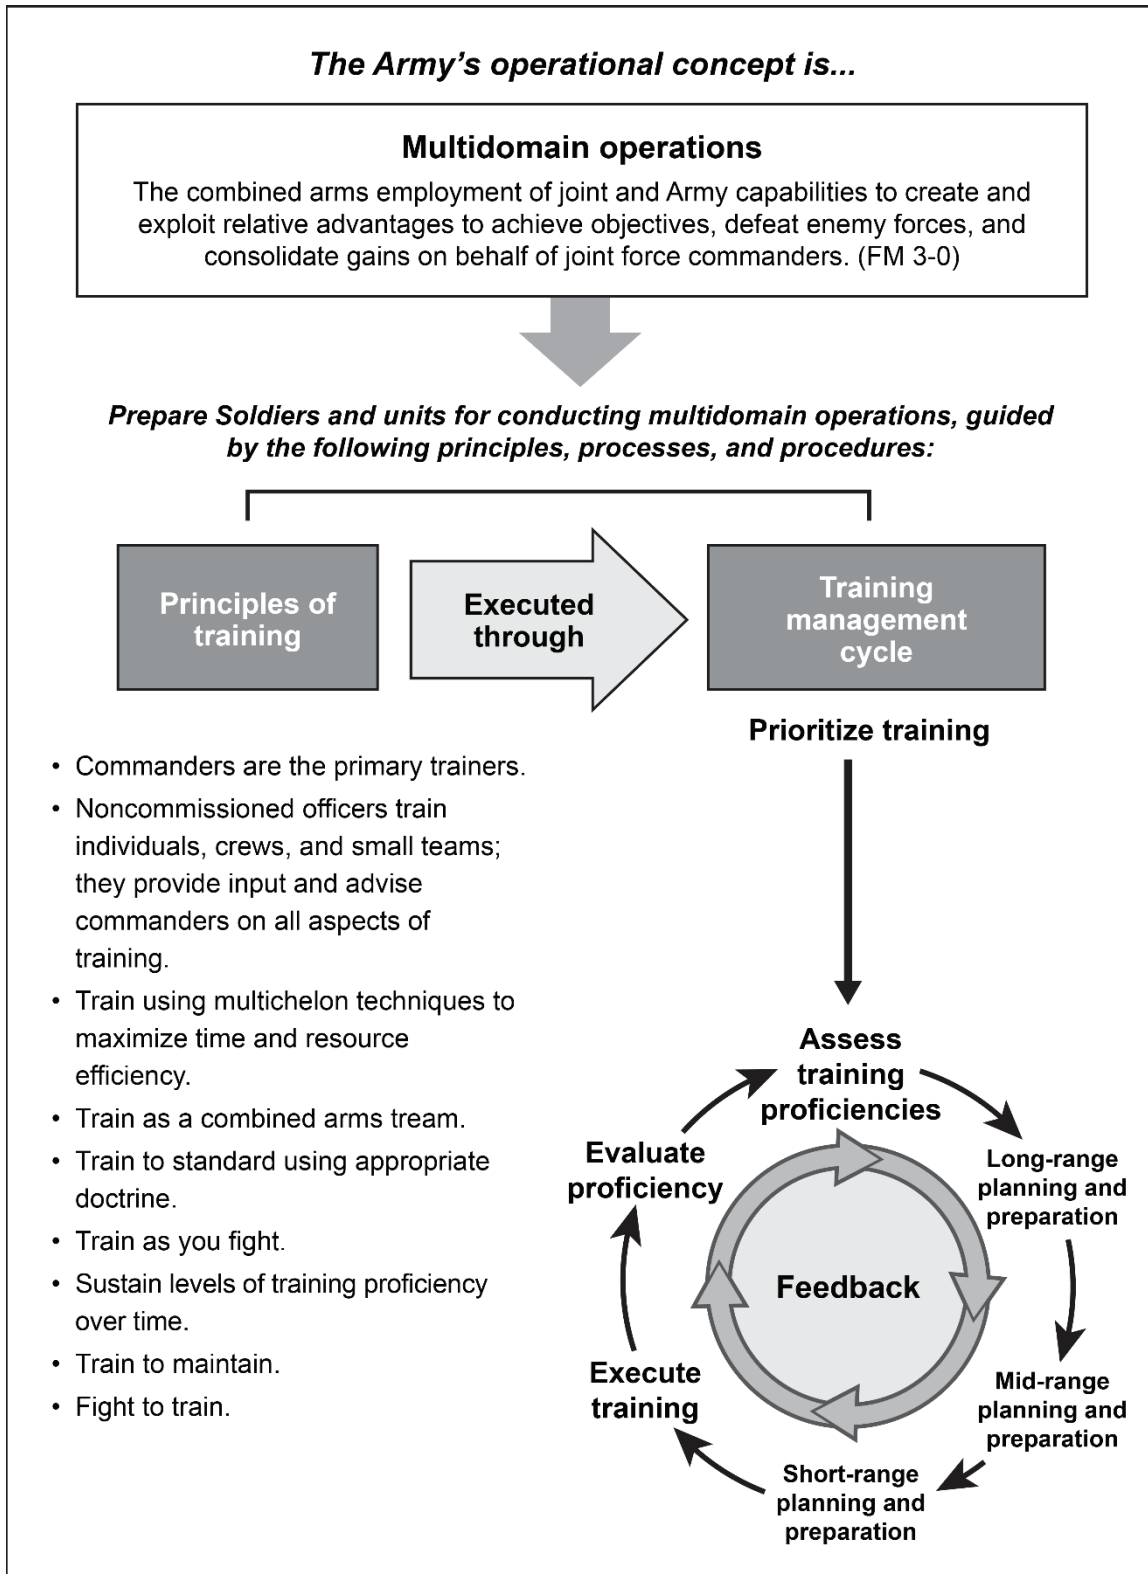 The Army's operational concept is...
Multidomain operations
The combined arms employment of joint and Army capabilities to create and
exploit relative advantages to achieve objectives, defeat enemy forces, and
consolidate gains on behalf of joint force commanders. (FM 3-0)
Prepare Soldiers and units for conducting multidomain operations, guided
by the following principles, processes, and procedures:
Principles of
training
Executed
through
Training
management
cycle
• Commanders are the primary trainers.
• Noncommissioned officers train
individuals, crews, and small teams;
they provide input and advise
commanders on all aspects of
training.
• Train using multichelon techniques to
maximize time and resource
efficiency.
• Train as a combined arms tream.
• Train to standard using appropriate
doctrine.
• Train as you fight.
• Sustain levels of training proficiency
over time.
• Train to maintain.
• Fight to train.
Prioritize training
Assess
training
proficiencies
Long-range
planning and
preparation
Mid-range
planning and
preparation
Short-range
planning and
preparation
Execute
training
Evaluate
proficiency
Feedback